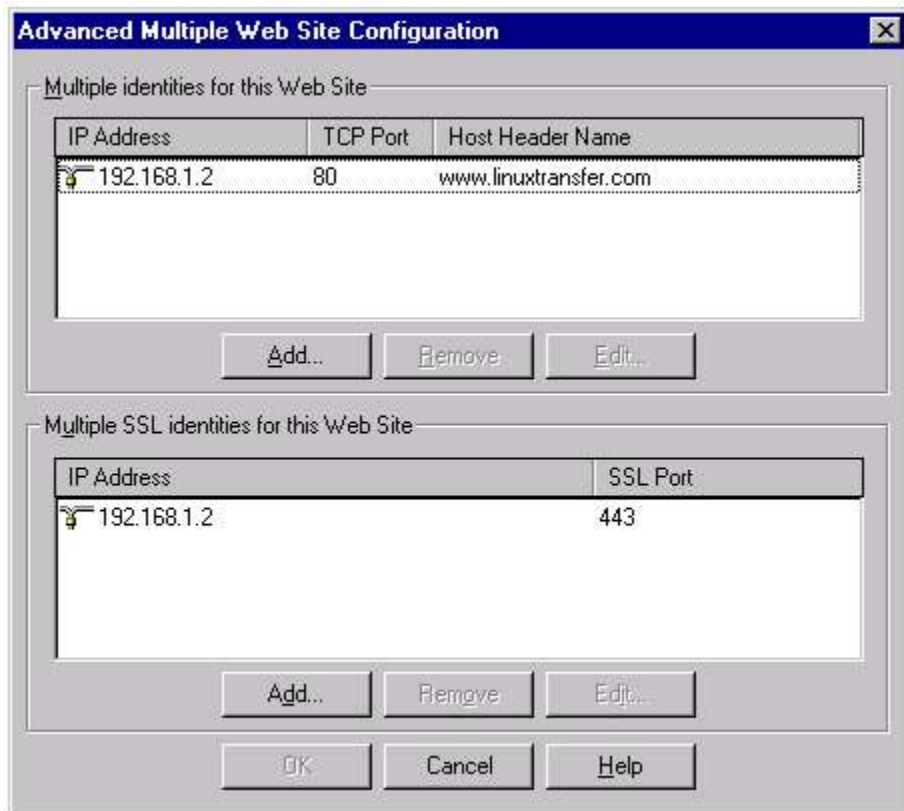 Advanced Multiple Web Site Configuration
Multiple identities for this Web Site
IP Address TCP Port Host Header Name
192.168.1.2 80 www.linuxtransfer.com
Add... Remove Edit...
Multiple SSL identities for this Web Site
IP Address SSL Port
192.168.1.2 443
Add... Remove Edit...
OK Cancel Help